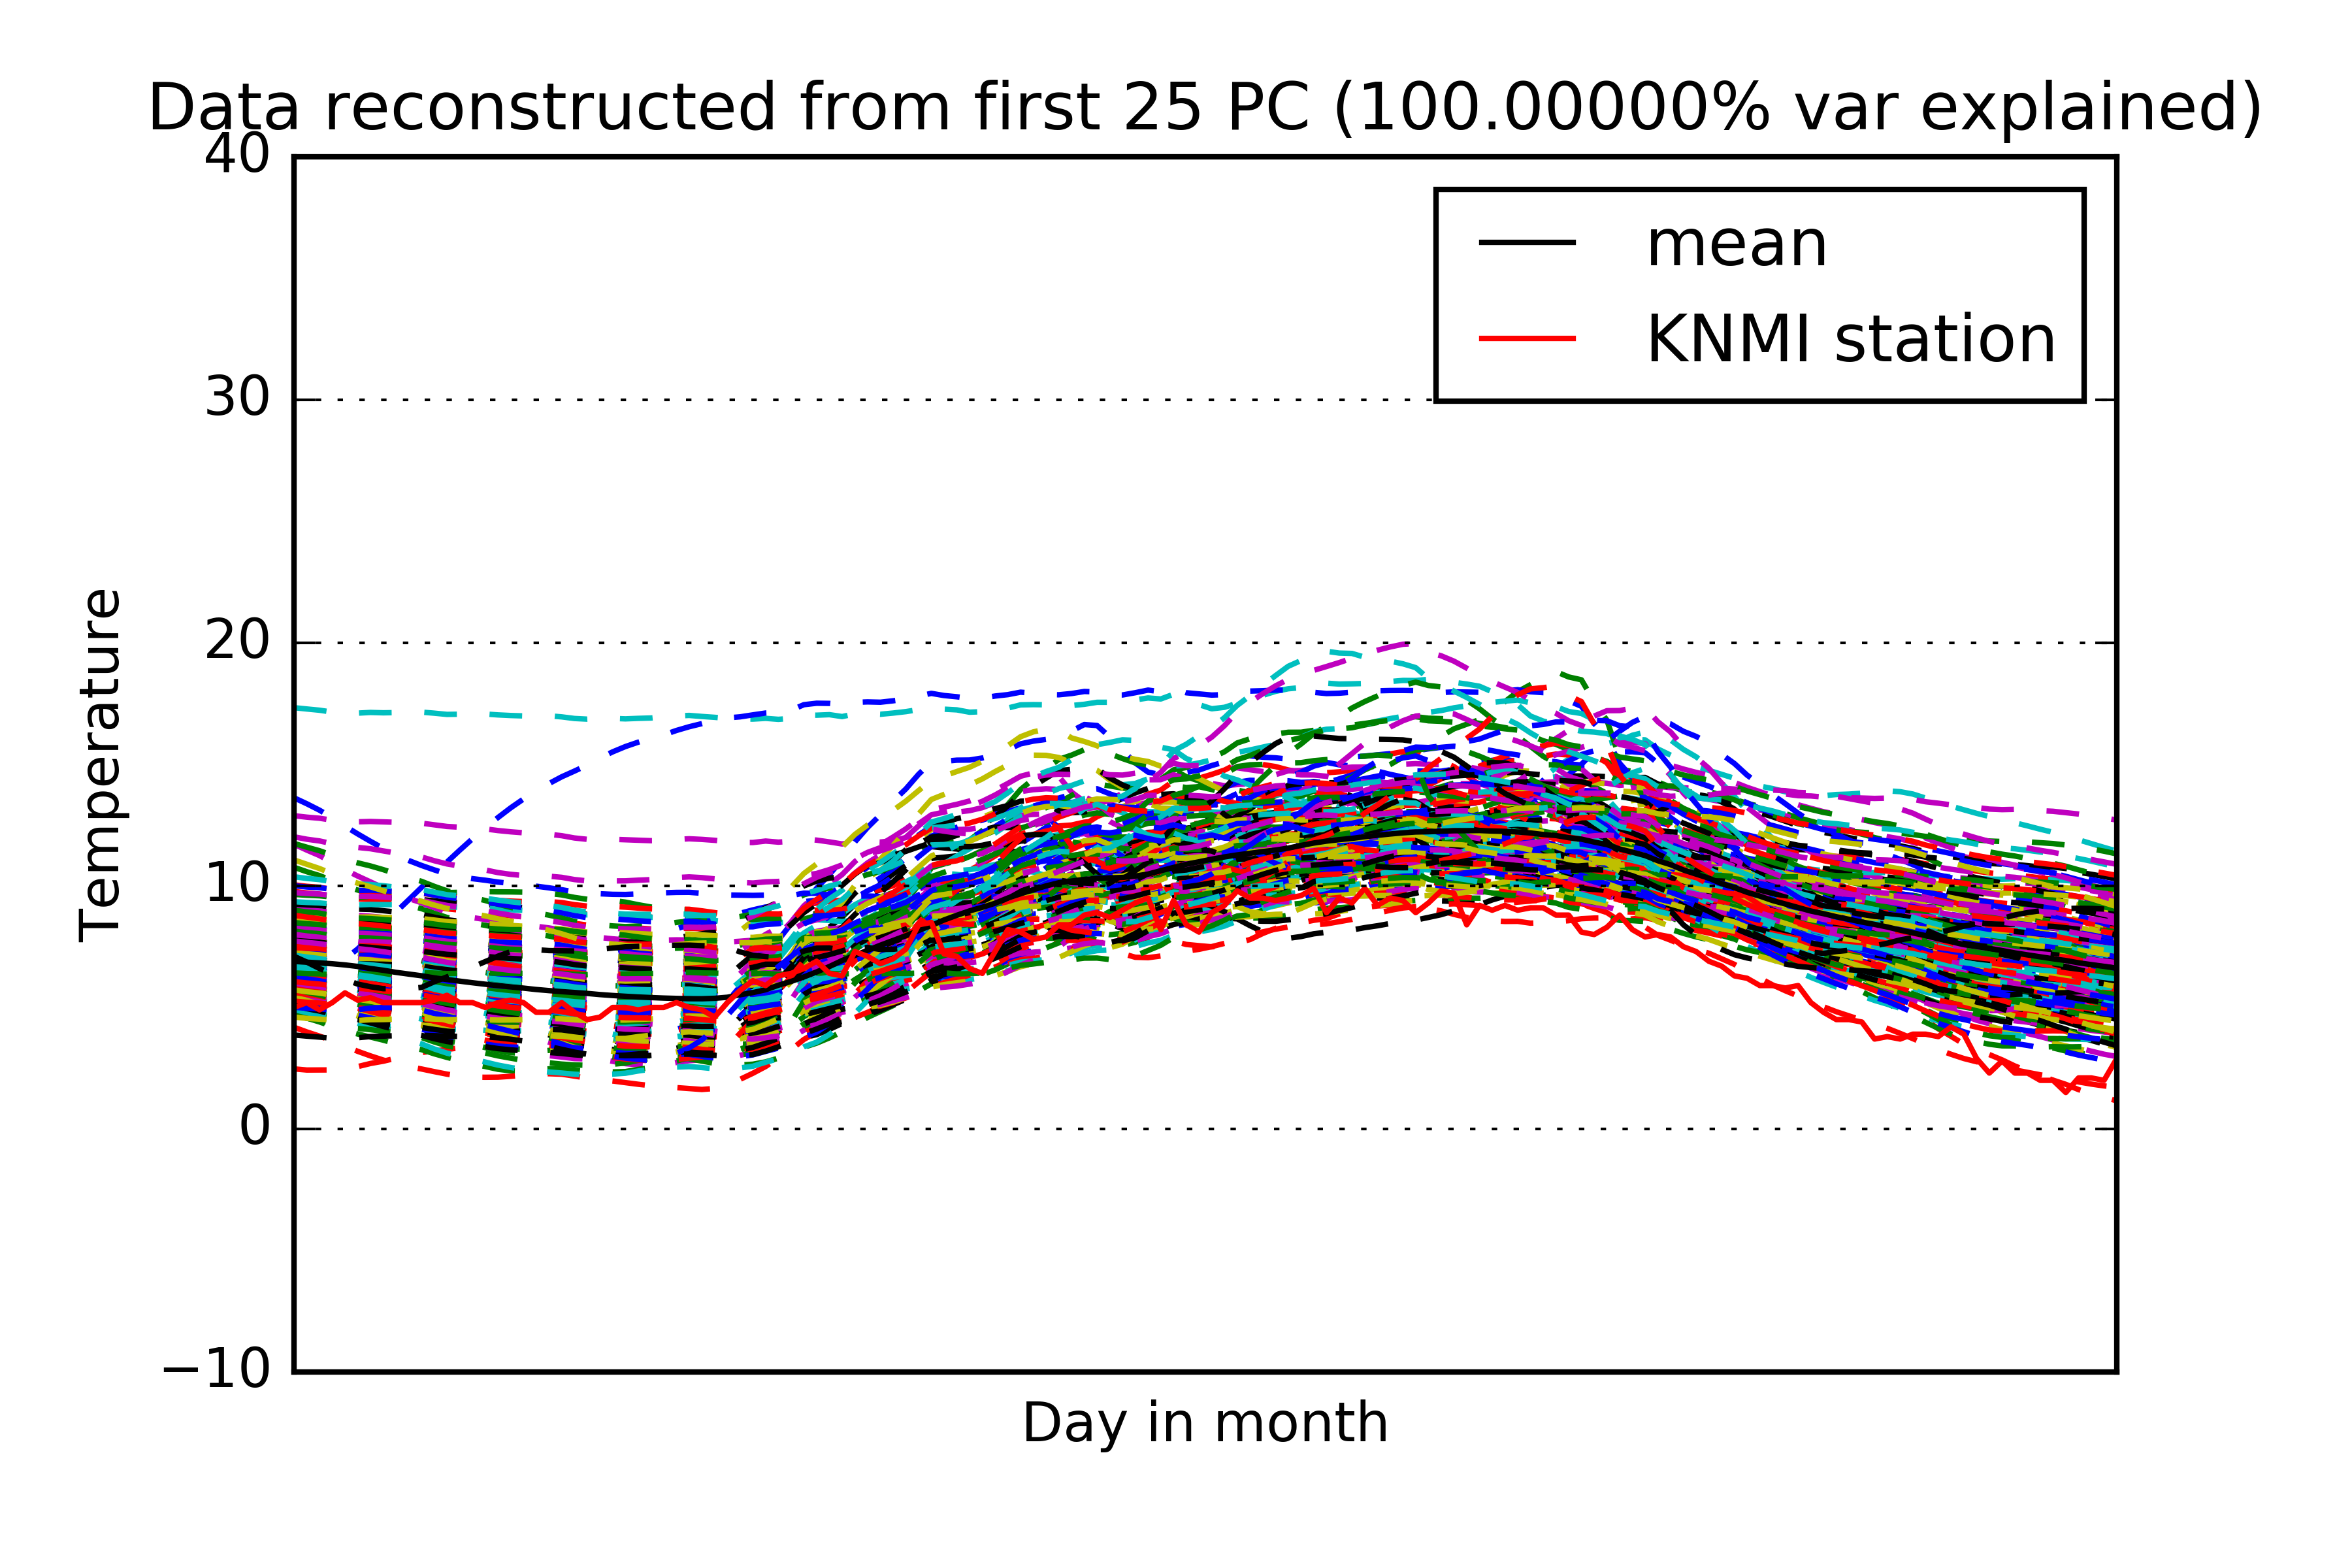 Data reconstructed from first 25 PC (100.00000% var explained)
40
30
20
10
0
−10
Temperature
Day in month
mean
KNMI station